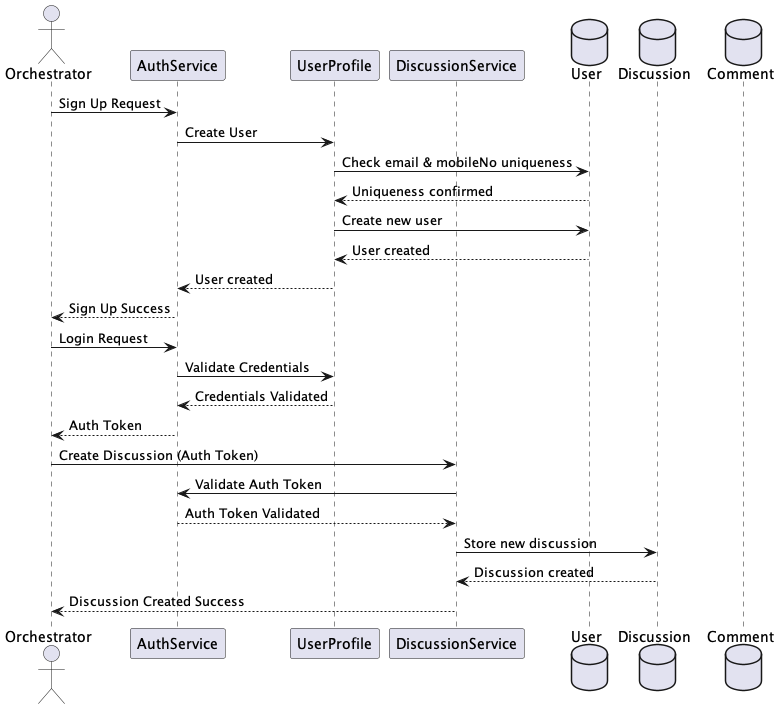 Orchestrator
AuthService
UserProfile
DiscussionService
User
Discussion
Comment
Sign Up Request
Create User
Check email & mobileNo uniqueness
Uniqueness confirmed
Create new user
User created
User created
Sign Up Success
Login Request
Validate Credentials
Credentials Validated
Auth Token
Create Discussion (Auth Token)
Validate Auth Token
Auth Token Validated
Store new discussion
Discussion created
Discussion Created Success
Orchestrator
AuthService
UserProfile
DiscussionService
User
Discussion
Comment